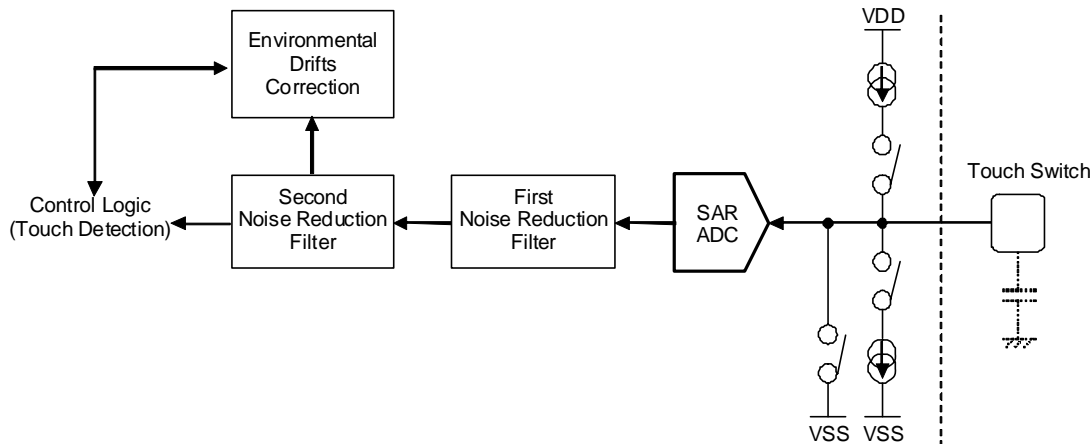 Environmental
Drifts
Correction
VDD
Touch Switch
Control Logic
(Touch Detection)
Second
Noise Reduction
Filter
First
Noise Reduction
Filter
SAR
ADC
VSS
VSS